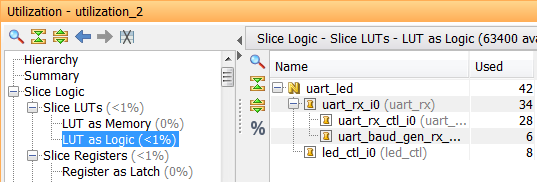 Utilization - utilization_2
Hierarchy
Summary
Slice Logic
Slice LUTs (<1%)
LUT as Memory (0%)
LUT as Logic (<1%)
Slice Registers (<1%)
Register as Latch (0%)
Slice Logic - Slice LUTs - LUT as Logic (63400 ava
Name Used
uart_led 42
uart_rx_i0 (uart_rx) 34
uart_rx_ctl_i0 (uart_... 28
uart_baud_gen_rx_... 6
led_ctl_i0 (led_ctl) 8
%